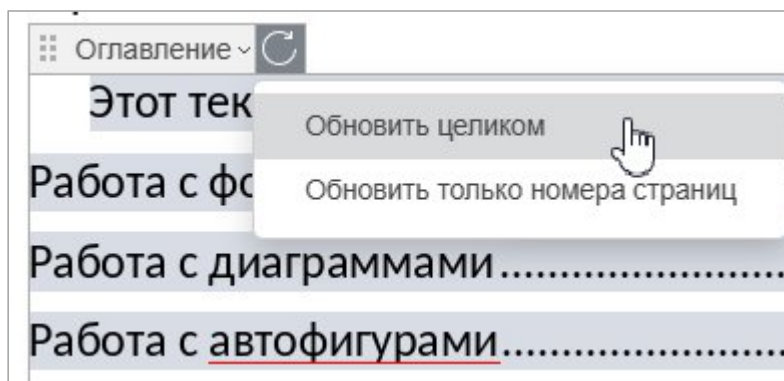 Оглавление
Этот тек
Обновить целиком
Работа с фо
Обновить только номера страниц
Работа с диаграммами.......................
Работа с автофигурами.......................